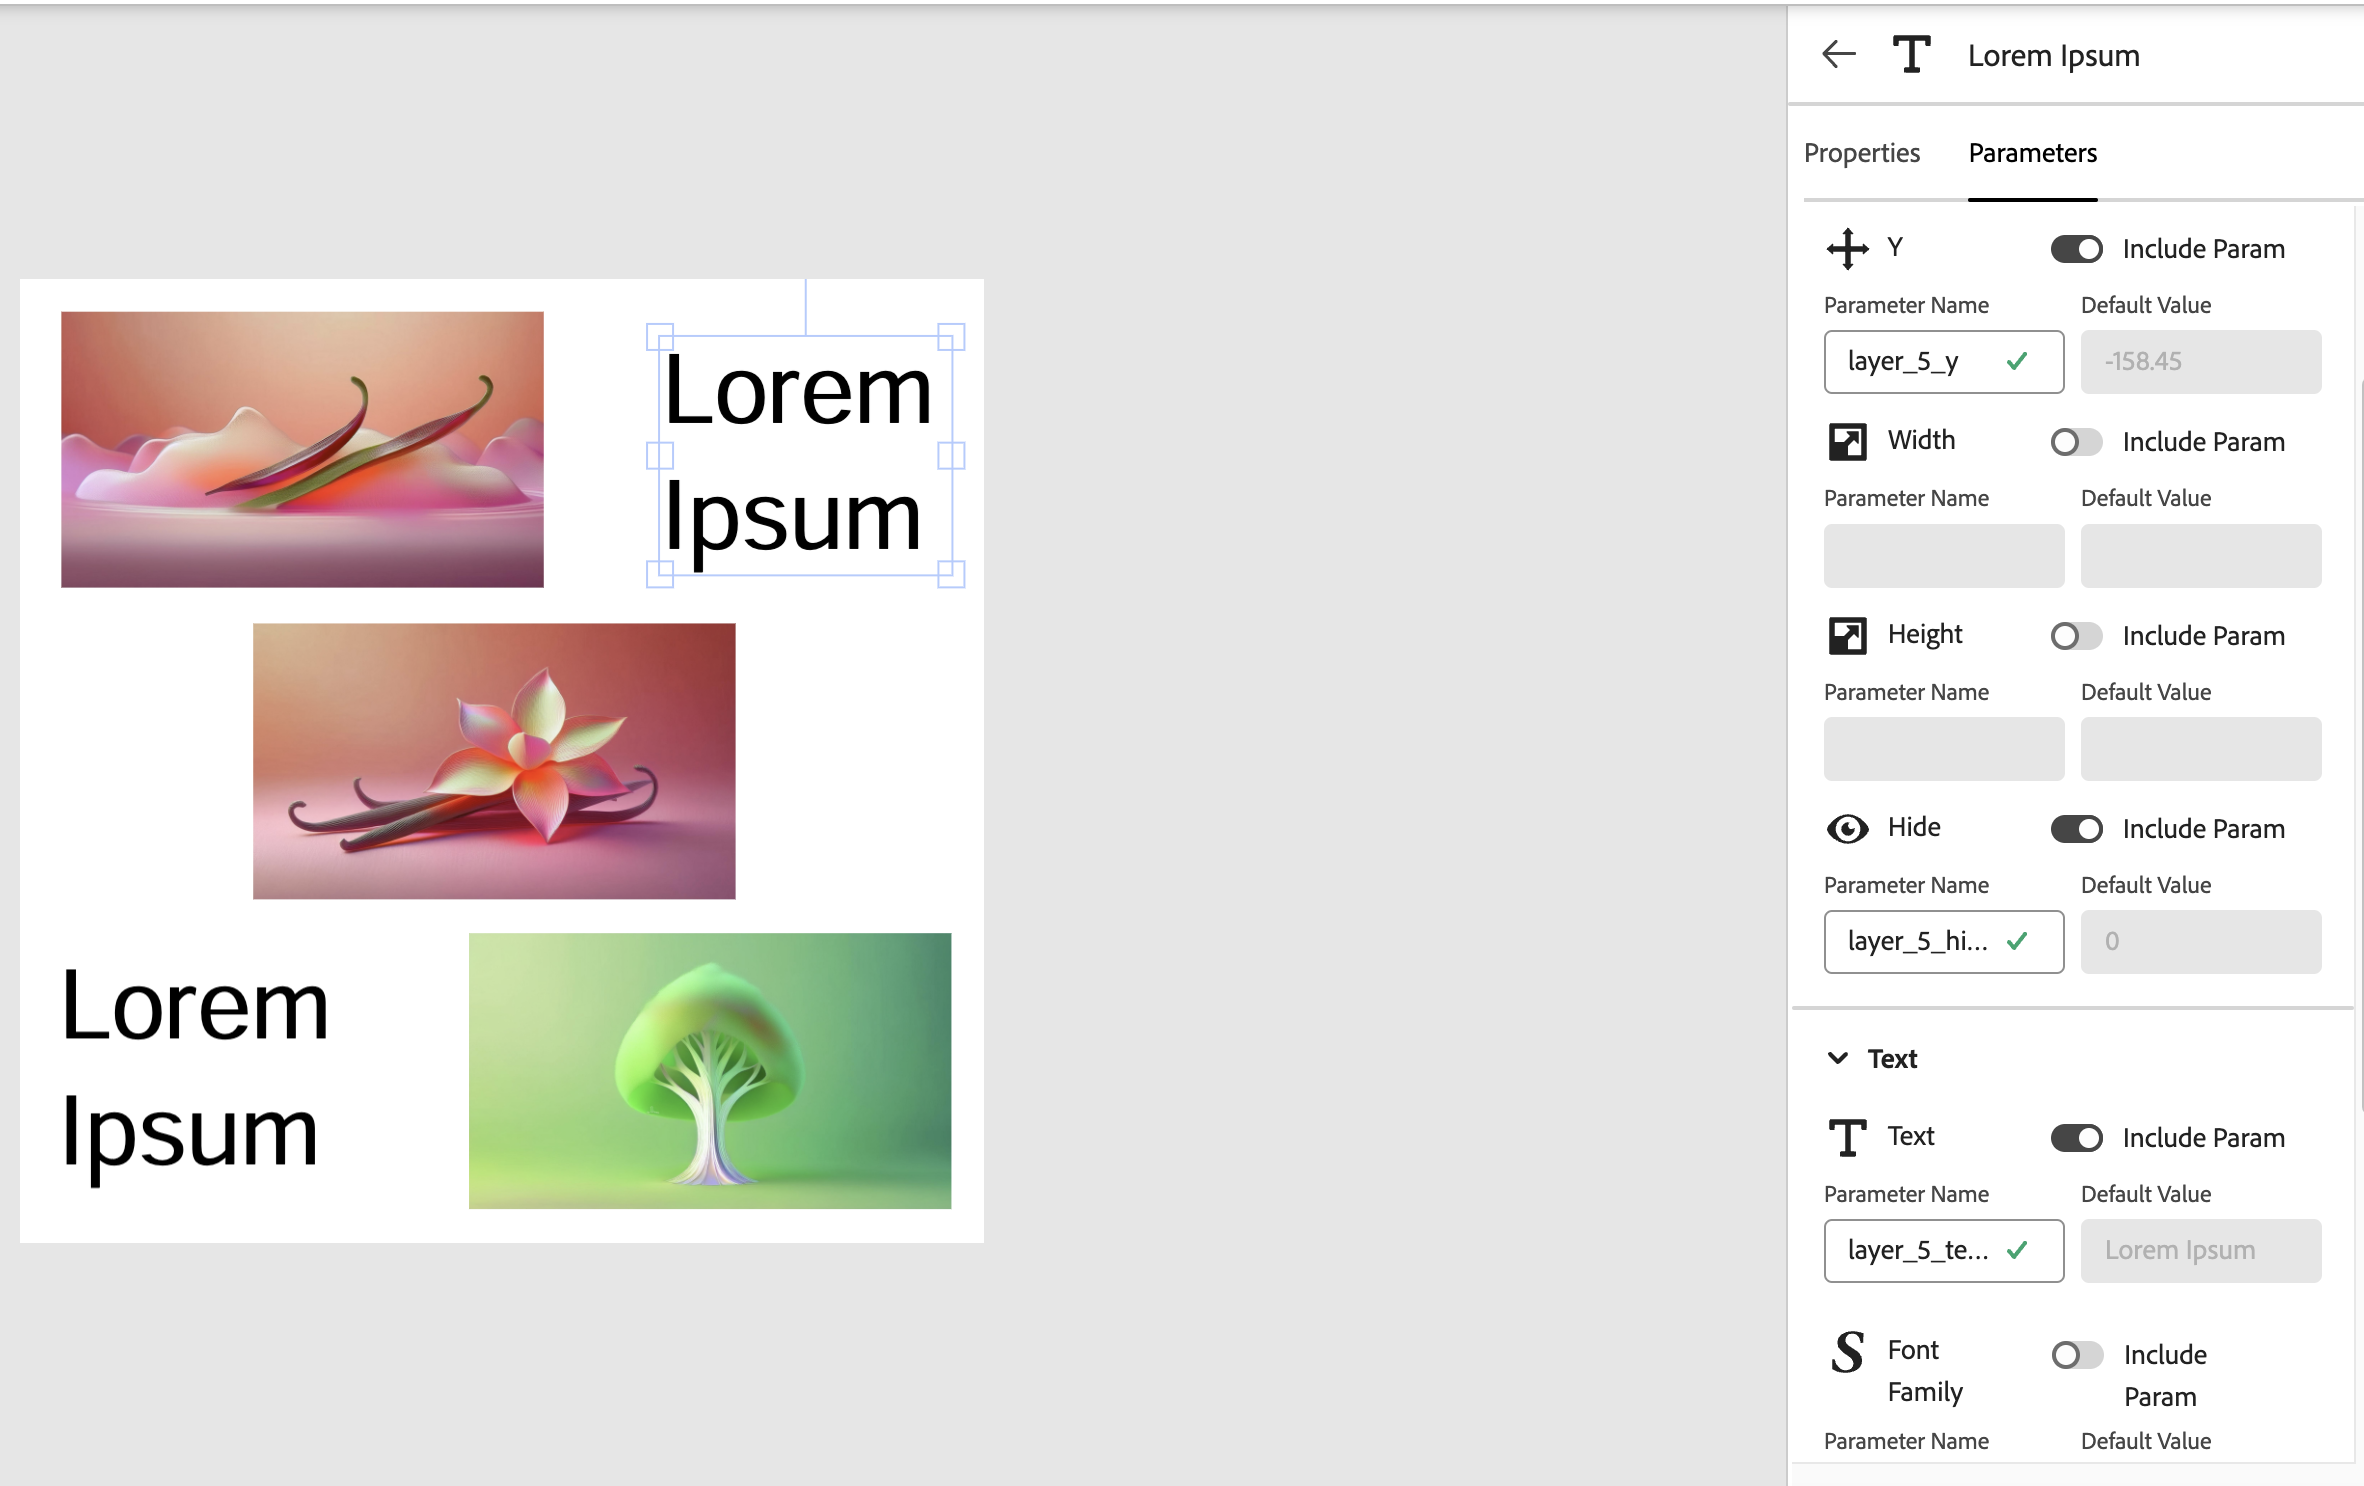 Lorem
Ipsum
Lorem
Ipsum
Lorem Ipsum
Properties Parameters
Y Include Param
Parameter Name Default Value
layer_5_y -158.45
Width Include Param
Parameter Name Default Value
Height Include Param
Parameter Name Default Value
Hide Include Param
Parameter Name Default Value
layer_5_hi... 0
Text
Text Include Param
Parameter Name Default Value
layer_5_te... Lorem Ipsum
Font Include
Family Param
Parameter Name Default Value